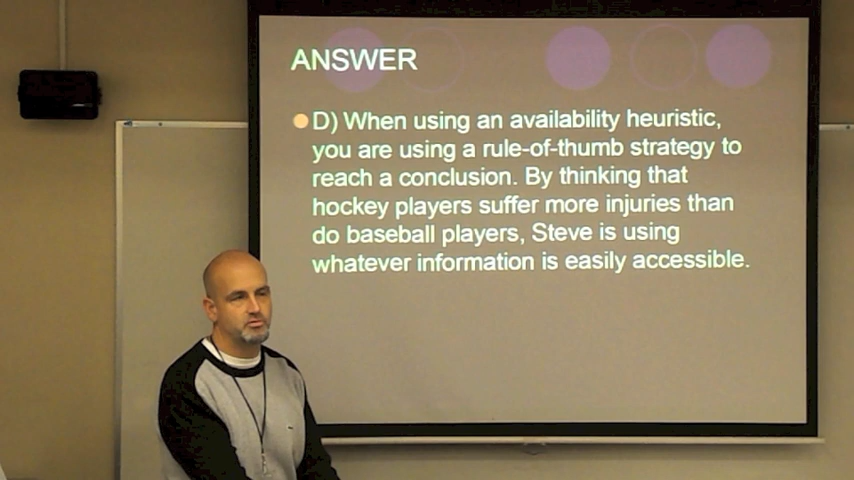 ANSWER
D) When using an availability heuristic,
you are using a rule-of-thumb strategy to
reach a conclusion. By thinking that
hockey players suffer more injuries than
do baseball players, Steve is using
whatever information is easily accessible.